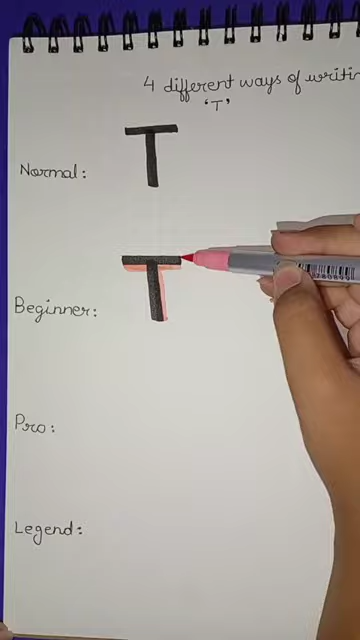 4 different ways of writin
'T'
Normal: T
Beginner: T
Pro:
Legend: